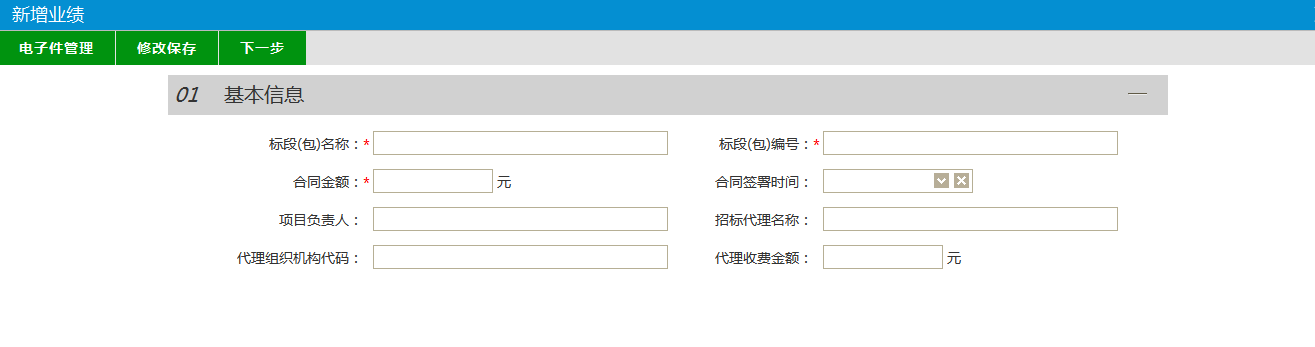 新增业绩
电子件管理 修改保存 下一步
01 基本信息
标段(包)名称：* 标段(包)编号：*
合同金额：* 元 合同签署时间：
项目负责人： 招标代理名称：
代理组织机构代码： 代理收费金额： 元